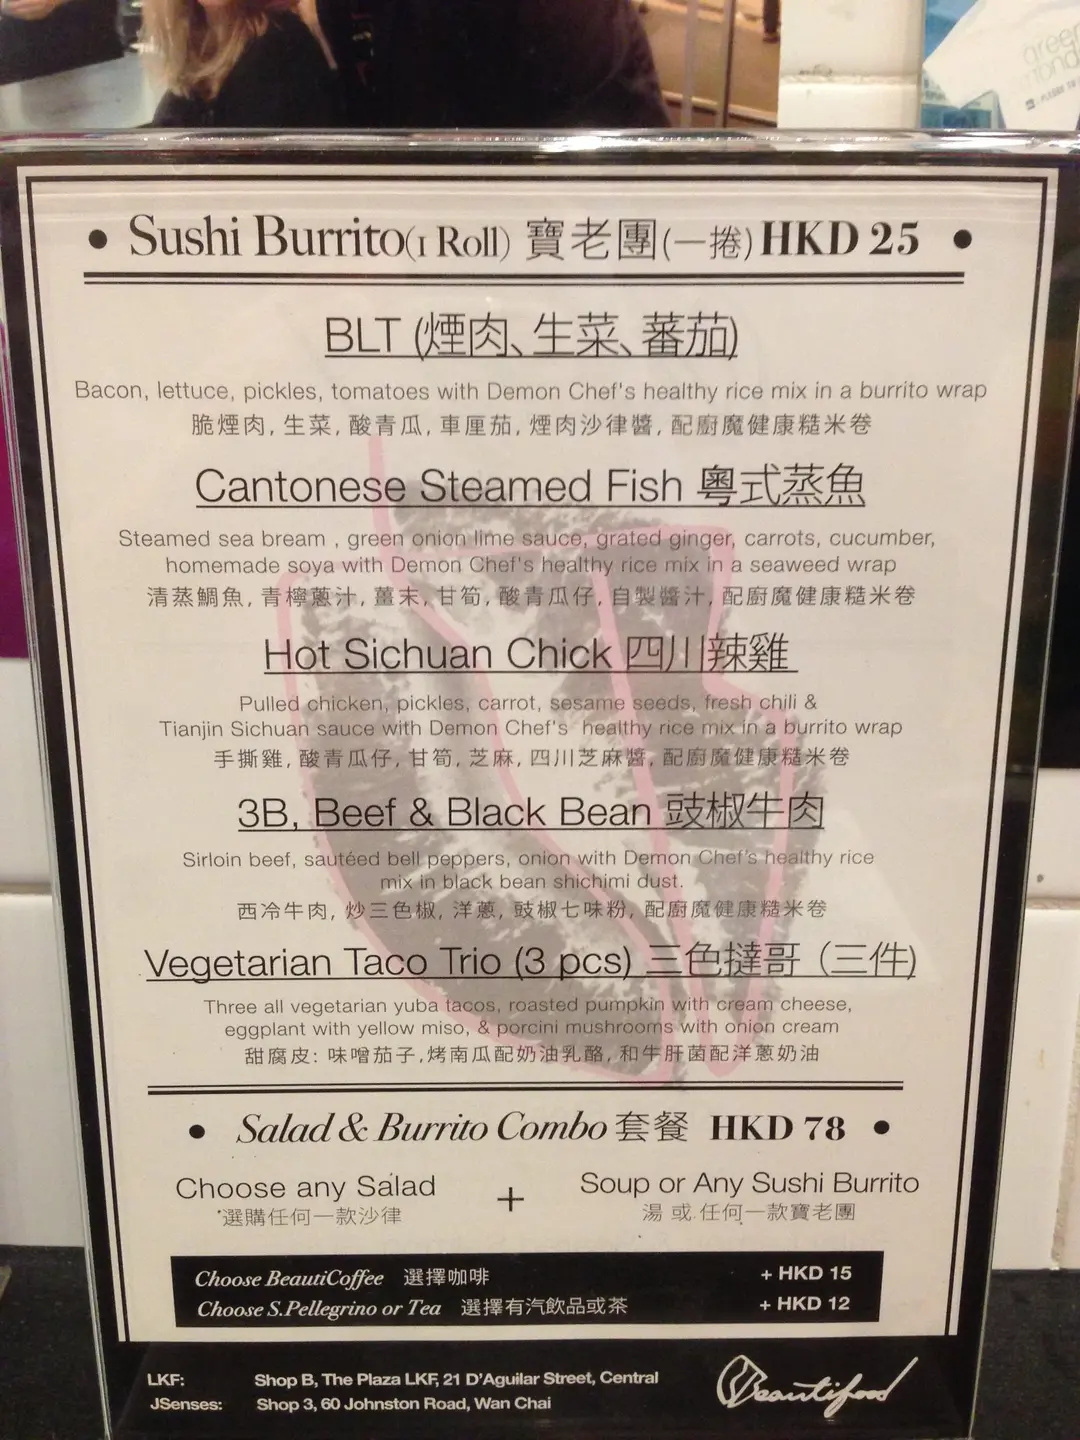 green
PLEASE TO
• Sushi Burrito(1 Roll) 寶老團(一捲) HKD 25 •
BLT (煙肉、生菜、蕃茄)
Bacon, lettuce, pickles, tomatoes with Demon Chef's healthy rice mix in a burrito wrap
脆煙肉, 生菜, 酸青瓜, 車厘茄, 煙肉沙律醬, 配廚魔健康糙米卷
Cantonese Steamed Fish 粵式蒸魚
Steamed sea bream , green onion lime sauce, grated ginger, carrots, cucumber,
homemade soya with Demon Chef's healthy rice mix in a seaweed wrap
清蒸鯛魚, 青檸蔥汁, 薑末, 甘筍, 酸青瓜仔, 自製醬汁, 配廚魔健康糙米卷
Hot Sichuan Chick 四川辣雞
Pulled chicken, pickles, carrot, sesame seeds, fresh chili &
Tianjin Sichuan sauce with Demon Chef's healthy rice mix in a burrito wrap
手撕雞, 酸青瓜仔, 甘筍, 芝麻, 四川芝麻醬, 配廚魔健康糙米卷
3B, Beef & Black Bean 豉椒牛肉
Sirloin beef, sautéed bell peppers, onion with Demon Chef's healthy rice
mix in black bean shichimi dust.
西冷牛肉, 炒三色椒, 洋蔥, 豉椒七味粉, 配廚魔健康糙米卷
Vegetarian Taco Trio (3 pcs) 三色撻哥 (三件)
Three all vegetarian yuba tacos, roasted pumpkin with cream cheese,
eggplant with yellow miso, & porcini mushrooms with onion cream
甜腐皮: 味噌茄子, 烤南瓜配奶油乳酪, 和牛肝菌配洋蔥奶油
• Salad & Burrito Combo 套餐 HKD 78 •
Choose any Salad + Soup or Any Sushi Burrito
選購任何一款沙律 湯 或 任何一款寶老團
Choose BeautiCoffee 選擇咖啡 + HKD 15
Choose S.Pellegrino or Tea 選擇有汽飲品或茶 + HKD 12
LKF: Shop B, The Plaza LKF, 21 D'Aguilar Street, Central
JSenses: Shop 3, 60 Johnston Road, Wan Chai
Beautifood